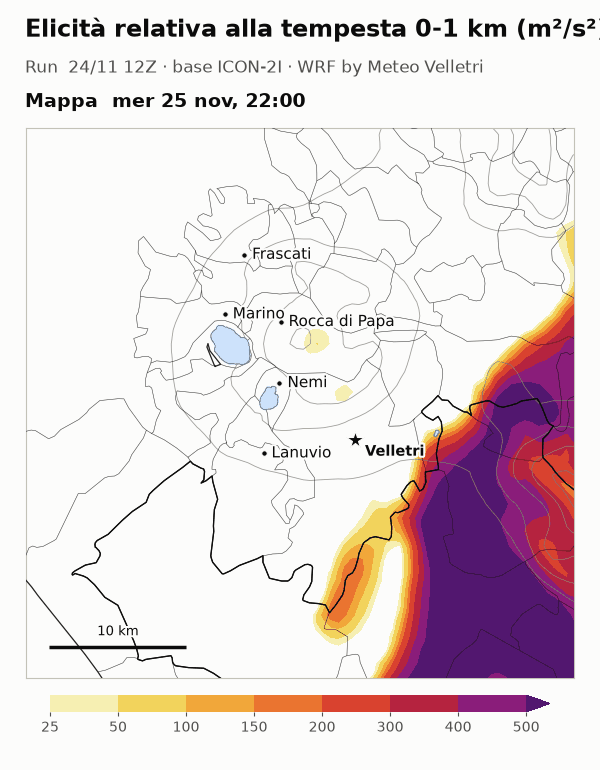 Elicità relativa alla tempesta 0-1 km (m²/s²)
Run 24/11 12Z · base ICON-2I · WRF by Meteo Velletri
Mappa mer 25 nov, 22:00
Frascati
Marino
Rocca di Papa
Nemi
Velletri
Lanuvio
10 km
25 50 100 150 200 300 400 500